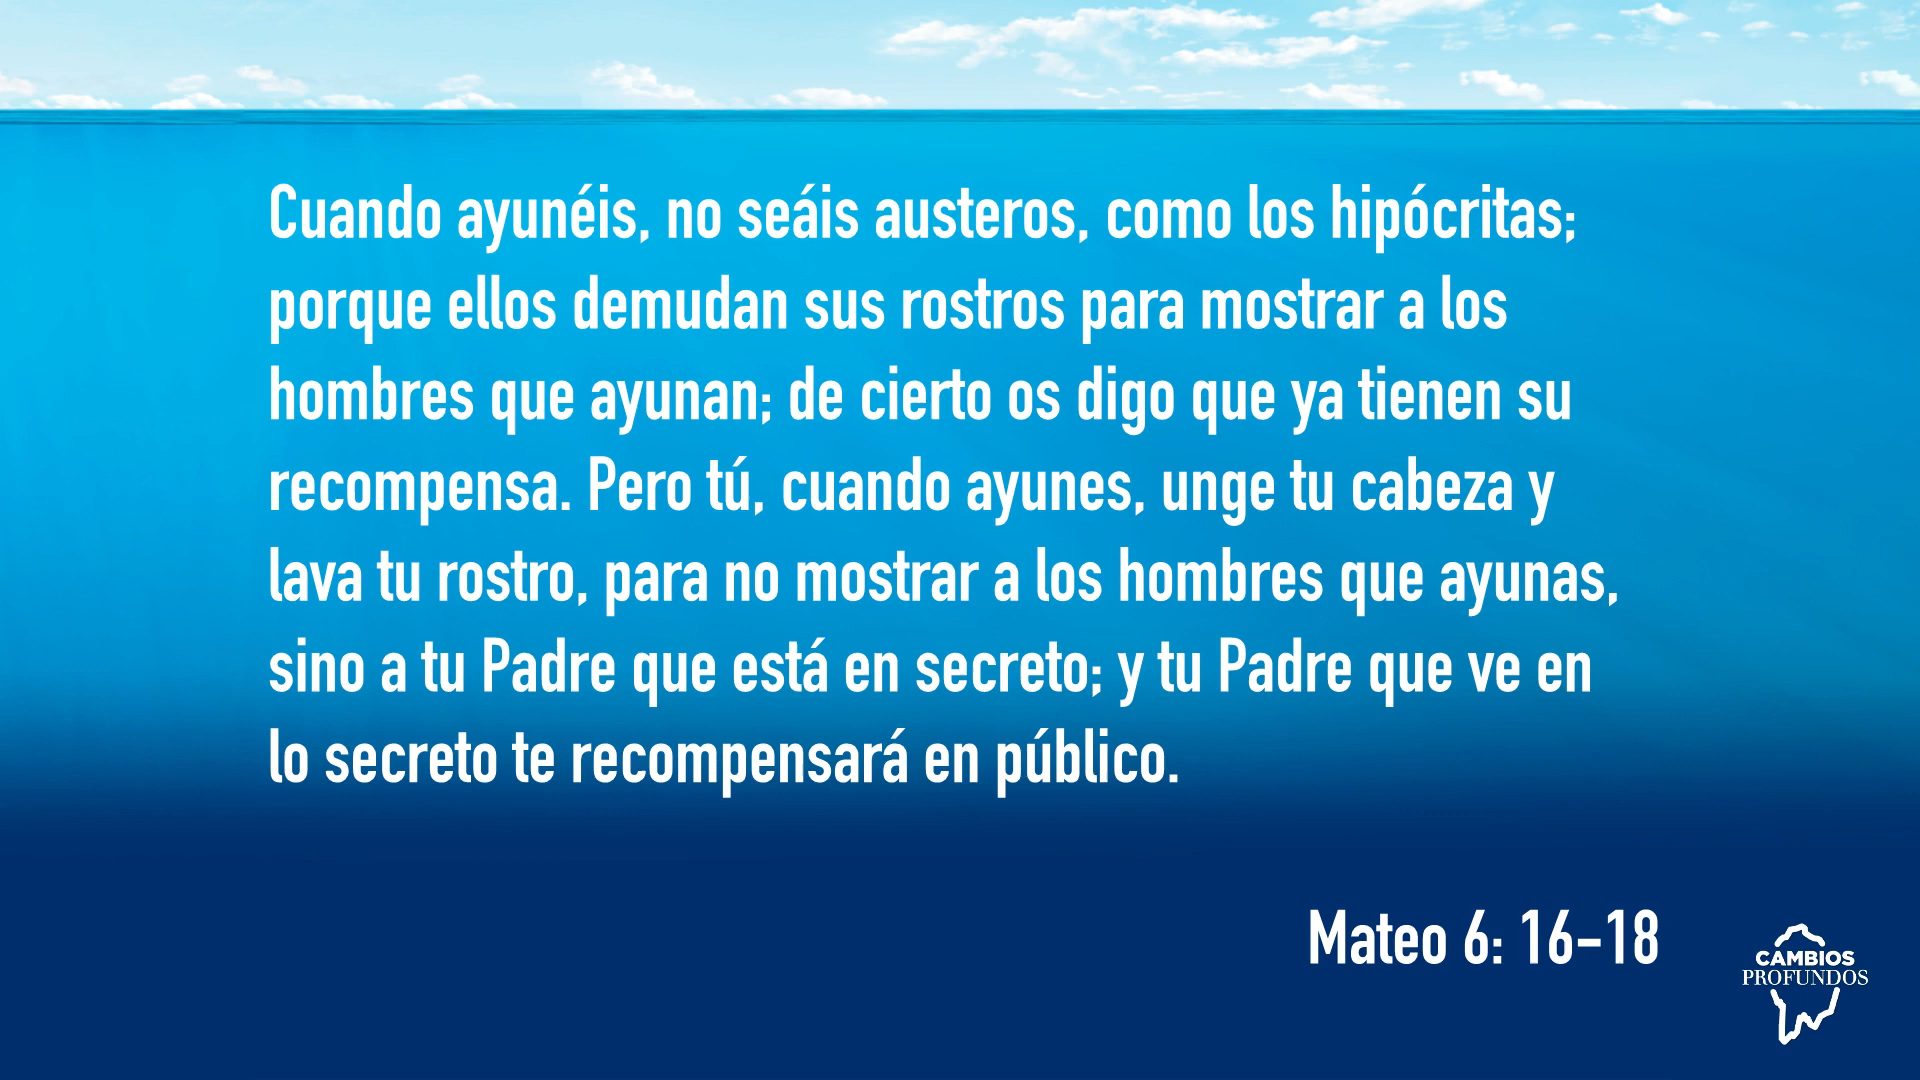 Cuando ayunéis, no seáis austeros, como los hipócritas;
porque ellos demudan sus rostros para mostrar a los
hombres que ayunan; de cierto os digo que ya tienen su
recompensa. Pero tú, cuando ayunes, unge tu cabeza y
lava tu rostro, para no mostrar a los hombres que ayunas,
sino a tu Padre que está en secreto; y tu Padre que ve en
lo secreto te recompensará en público.
Mateo 6: 16-18
CAMBIOS
PROFUNDOS